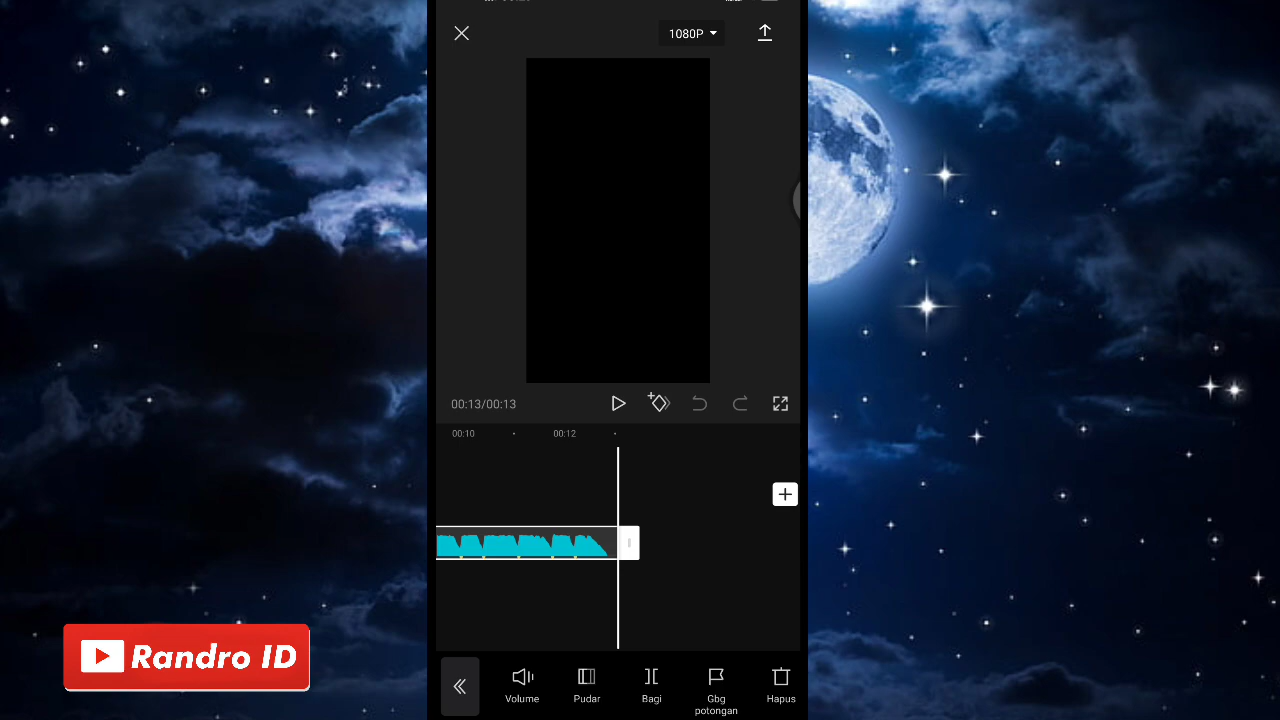 1080P
00:13/00:13
00:10
00:12
Volume
Pudar
Bagi
Gbg
potongan
Hapus
Randro ID